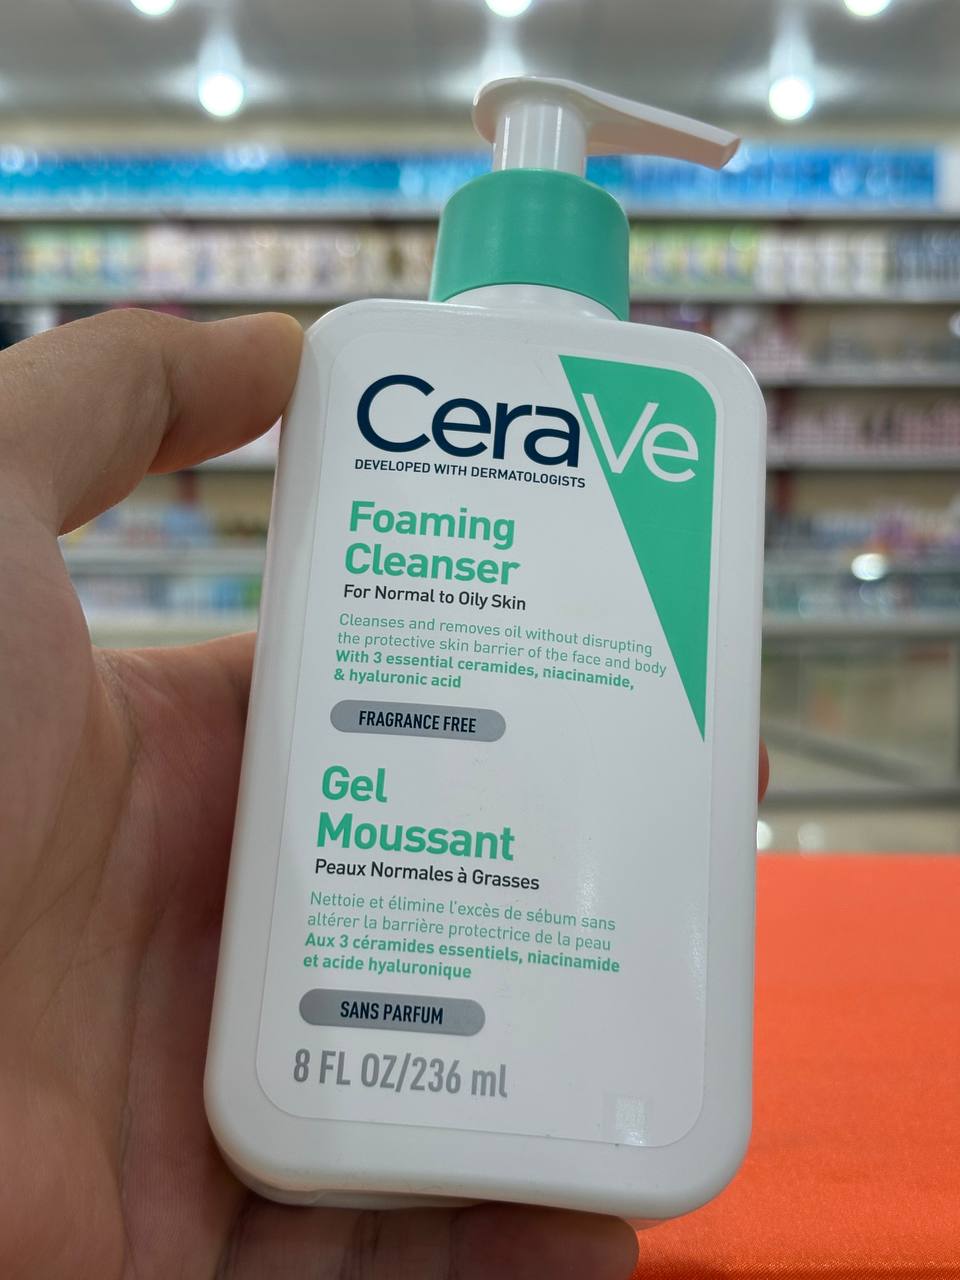 CeraVe
DEVELOPED WITH DERMATOLOGISTS
Foaming
Cleanser
For Normal to Oily Skin
Cleanses and removes oil without disrupting
the protective skin barrier of the face and body
With 3 essential ceramides, niacinamide,
& hyaluronic acid
FRAGRANCE FREE
Gel
Moussant
Peaux Normales à Grasses
Nettoie et élimine l'excès de sébum sans
altérer la barrière protectrice de la peau
Aux 3 céramides essentiels, niacinamide
et acide hyaluronique
SANS PARFUM
8 FL OZ/236 ml